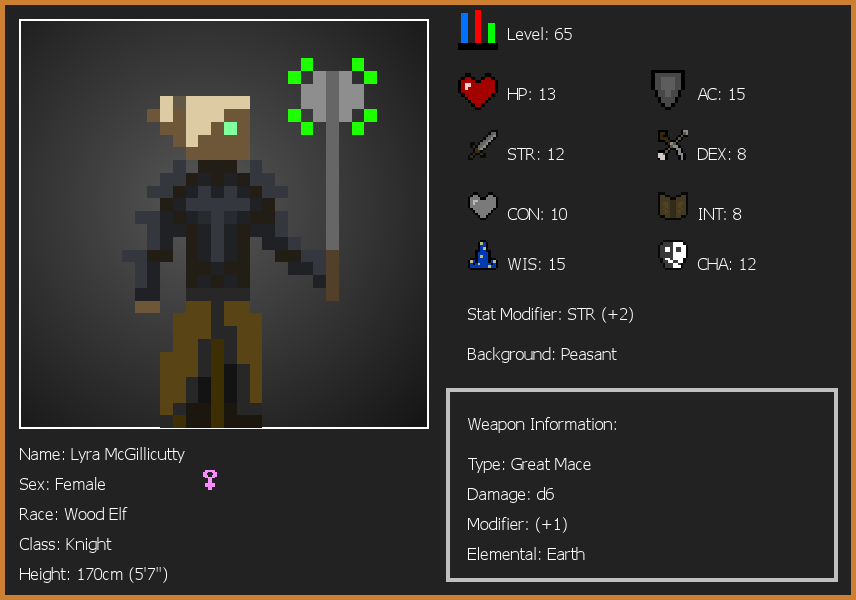 Level: 65
HP: 13
AC: 15
STR: 12
DEX: 8
CON: 10
INT: 8
WIS: 15
CHA: 12
Stat Modifier: STR (+2)
Background: Peasant
Weapon Information:
Type: Great Mace
Damage: d6
Modifier: (+1)
Elemental: Earth
Name: Lyra McGillicutty
Sex: Female
Race: Wood Elf
Class: Knight
Height: 170cm (5'7")